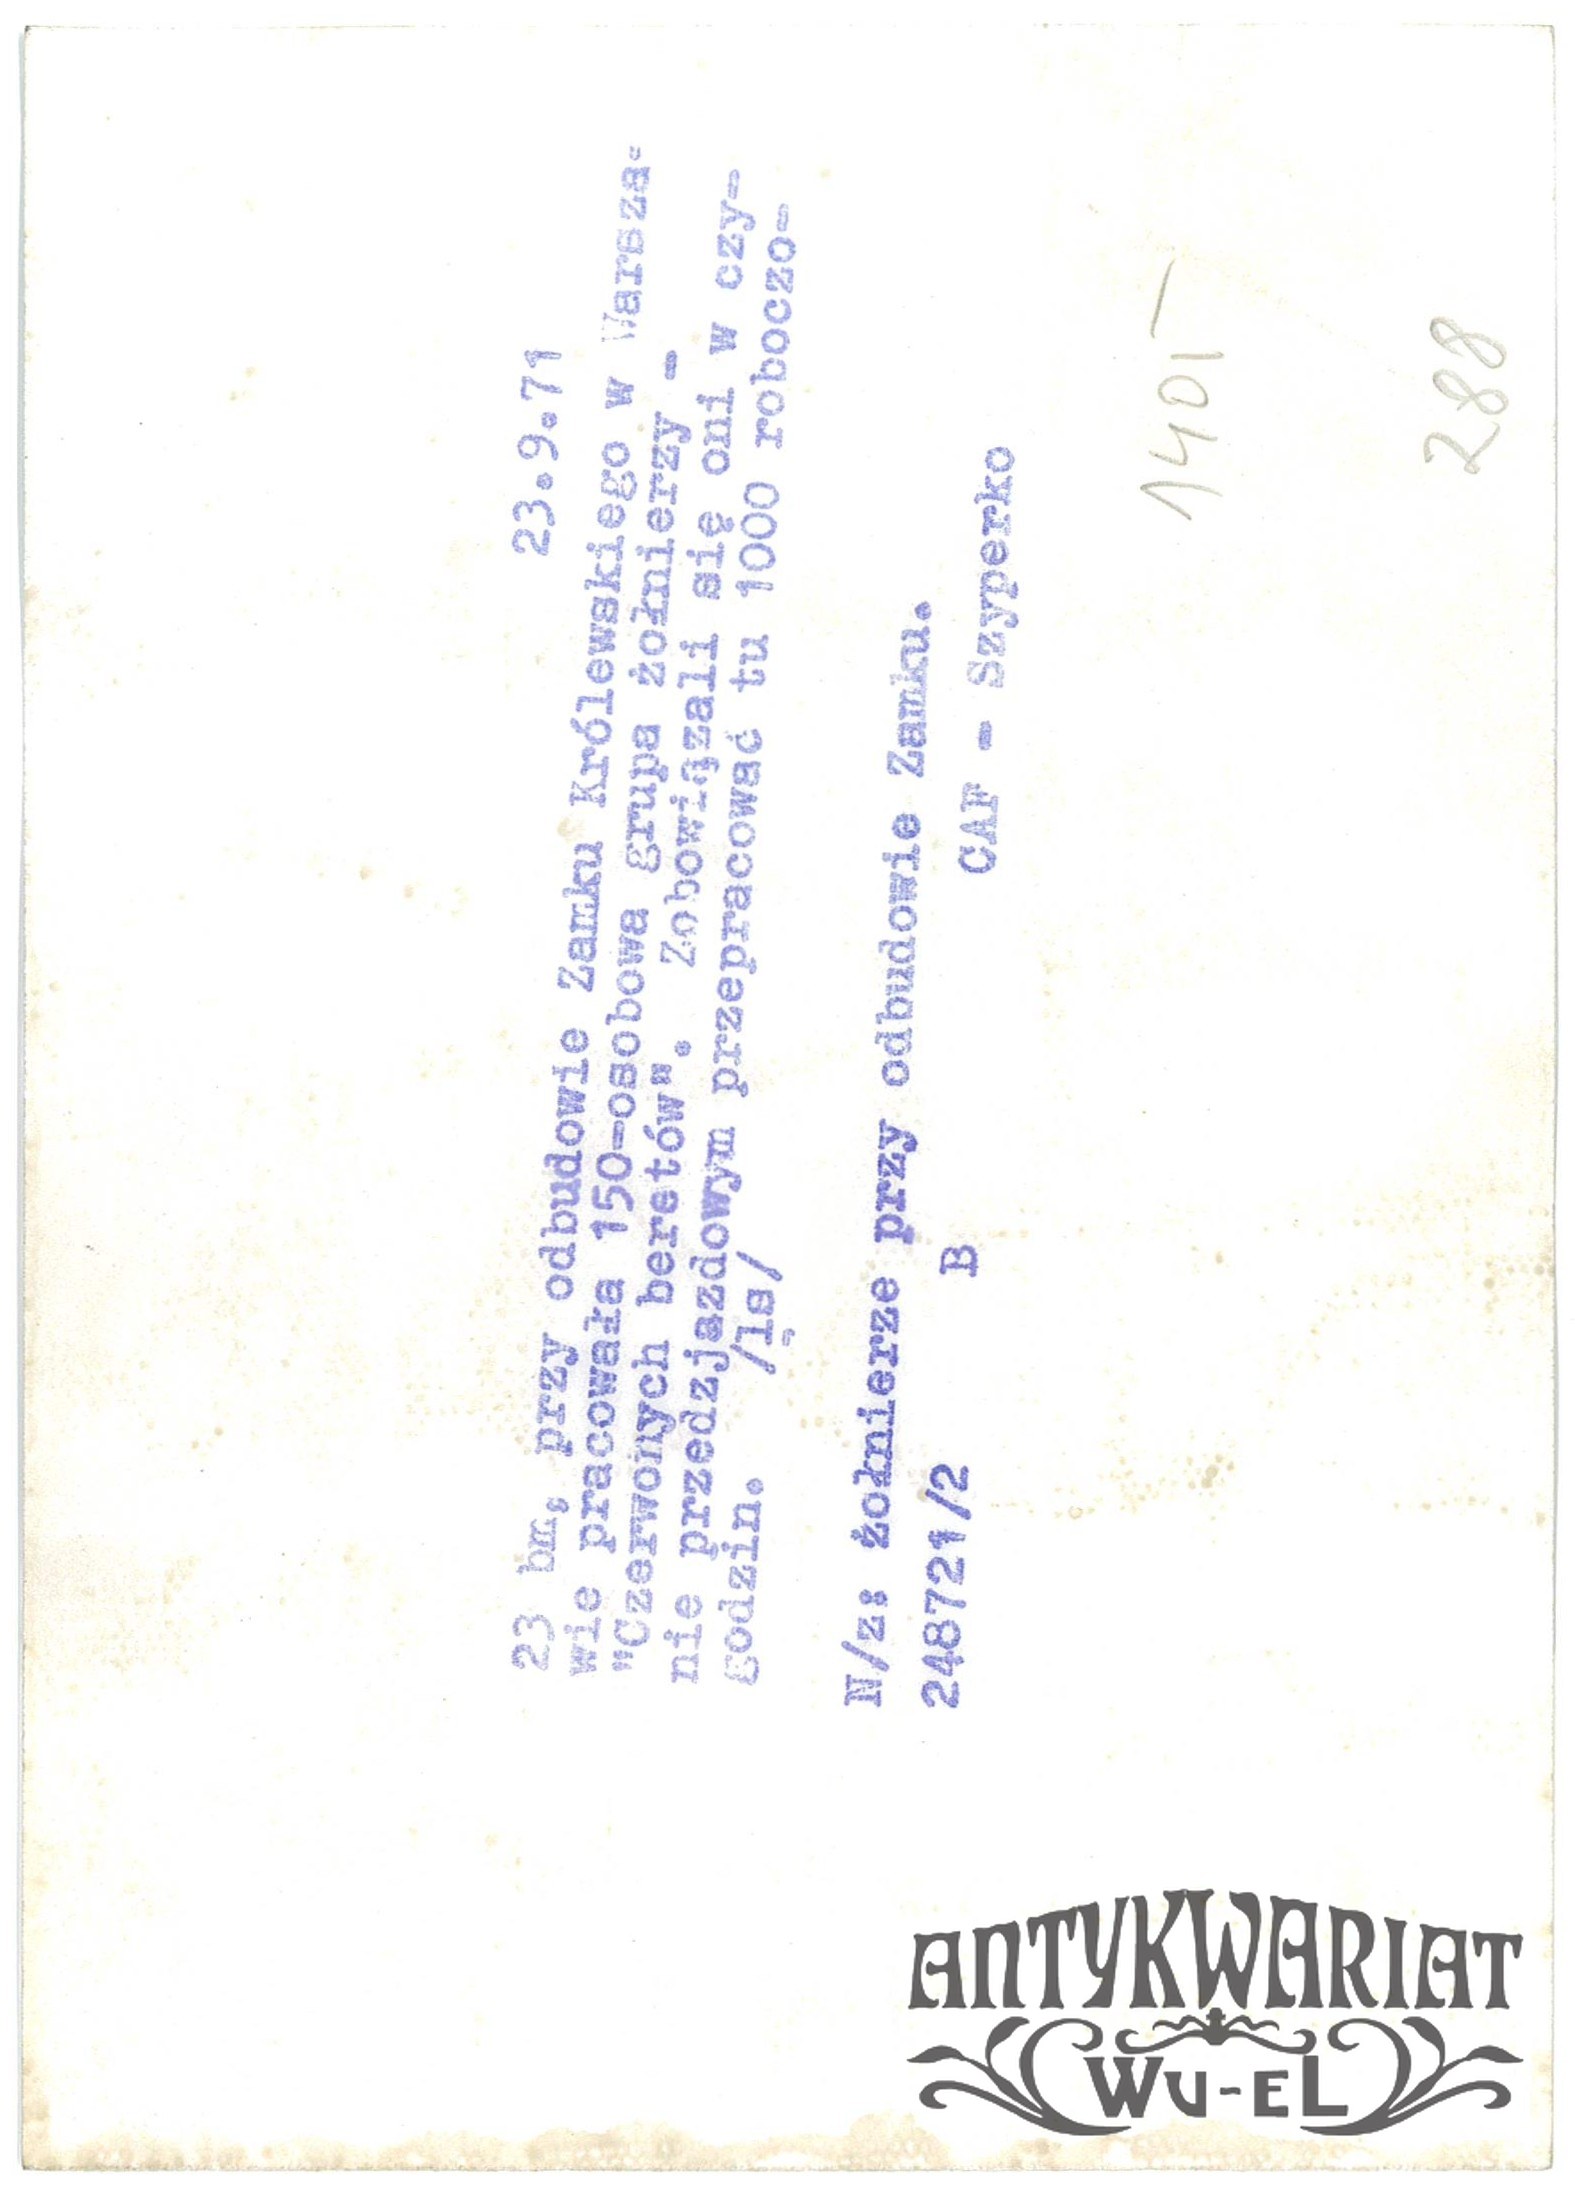 23.9.71
23 bm, przy odbudowie Zamku Królewskiego w Warsza-
wie pracowała 150-osobowa grupa żołnierzy -
"Czerwonych beretów". Zobowiązali się oni w czy-
nie przedzjazdowym przepracować tu 1000 roboczo-
godzin. /ls/
N/z: żołnierze przy odbudowie Zamku.
248721/2 B CAF - Szyperko
288
ANTYKWARIAT
WU-EL